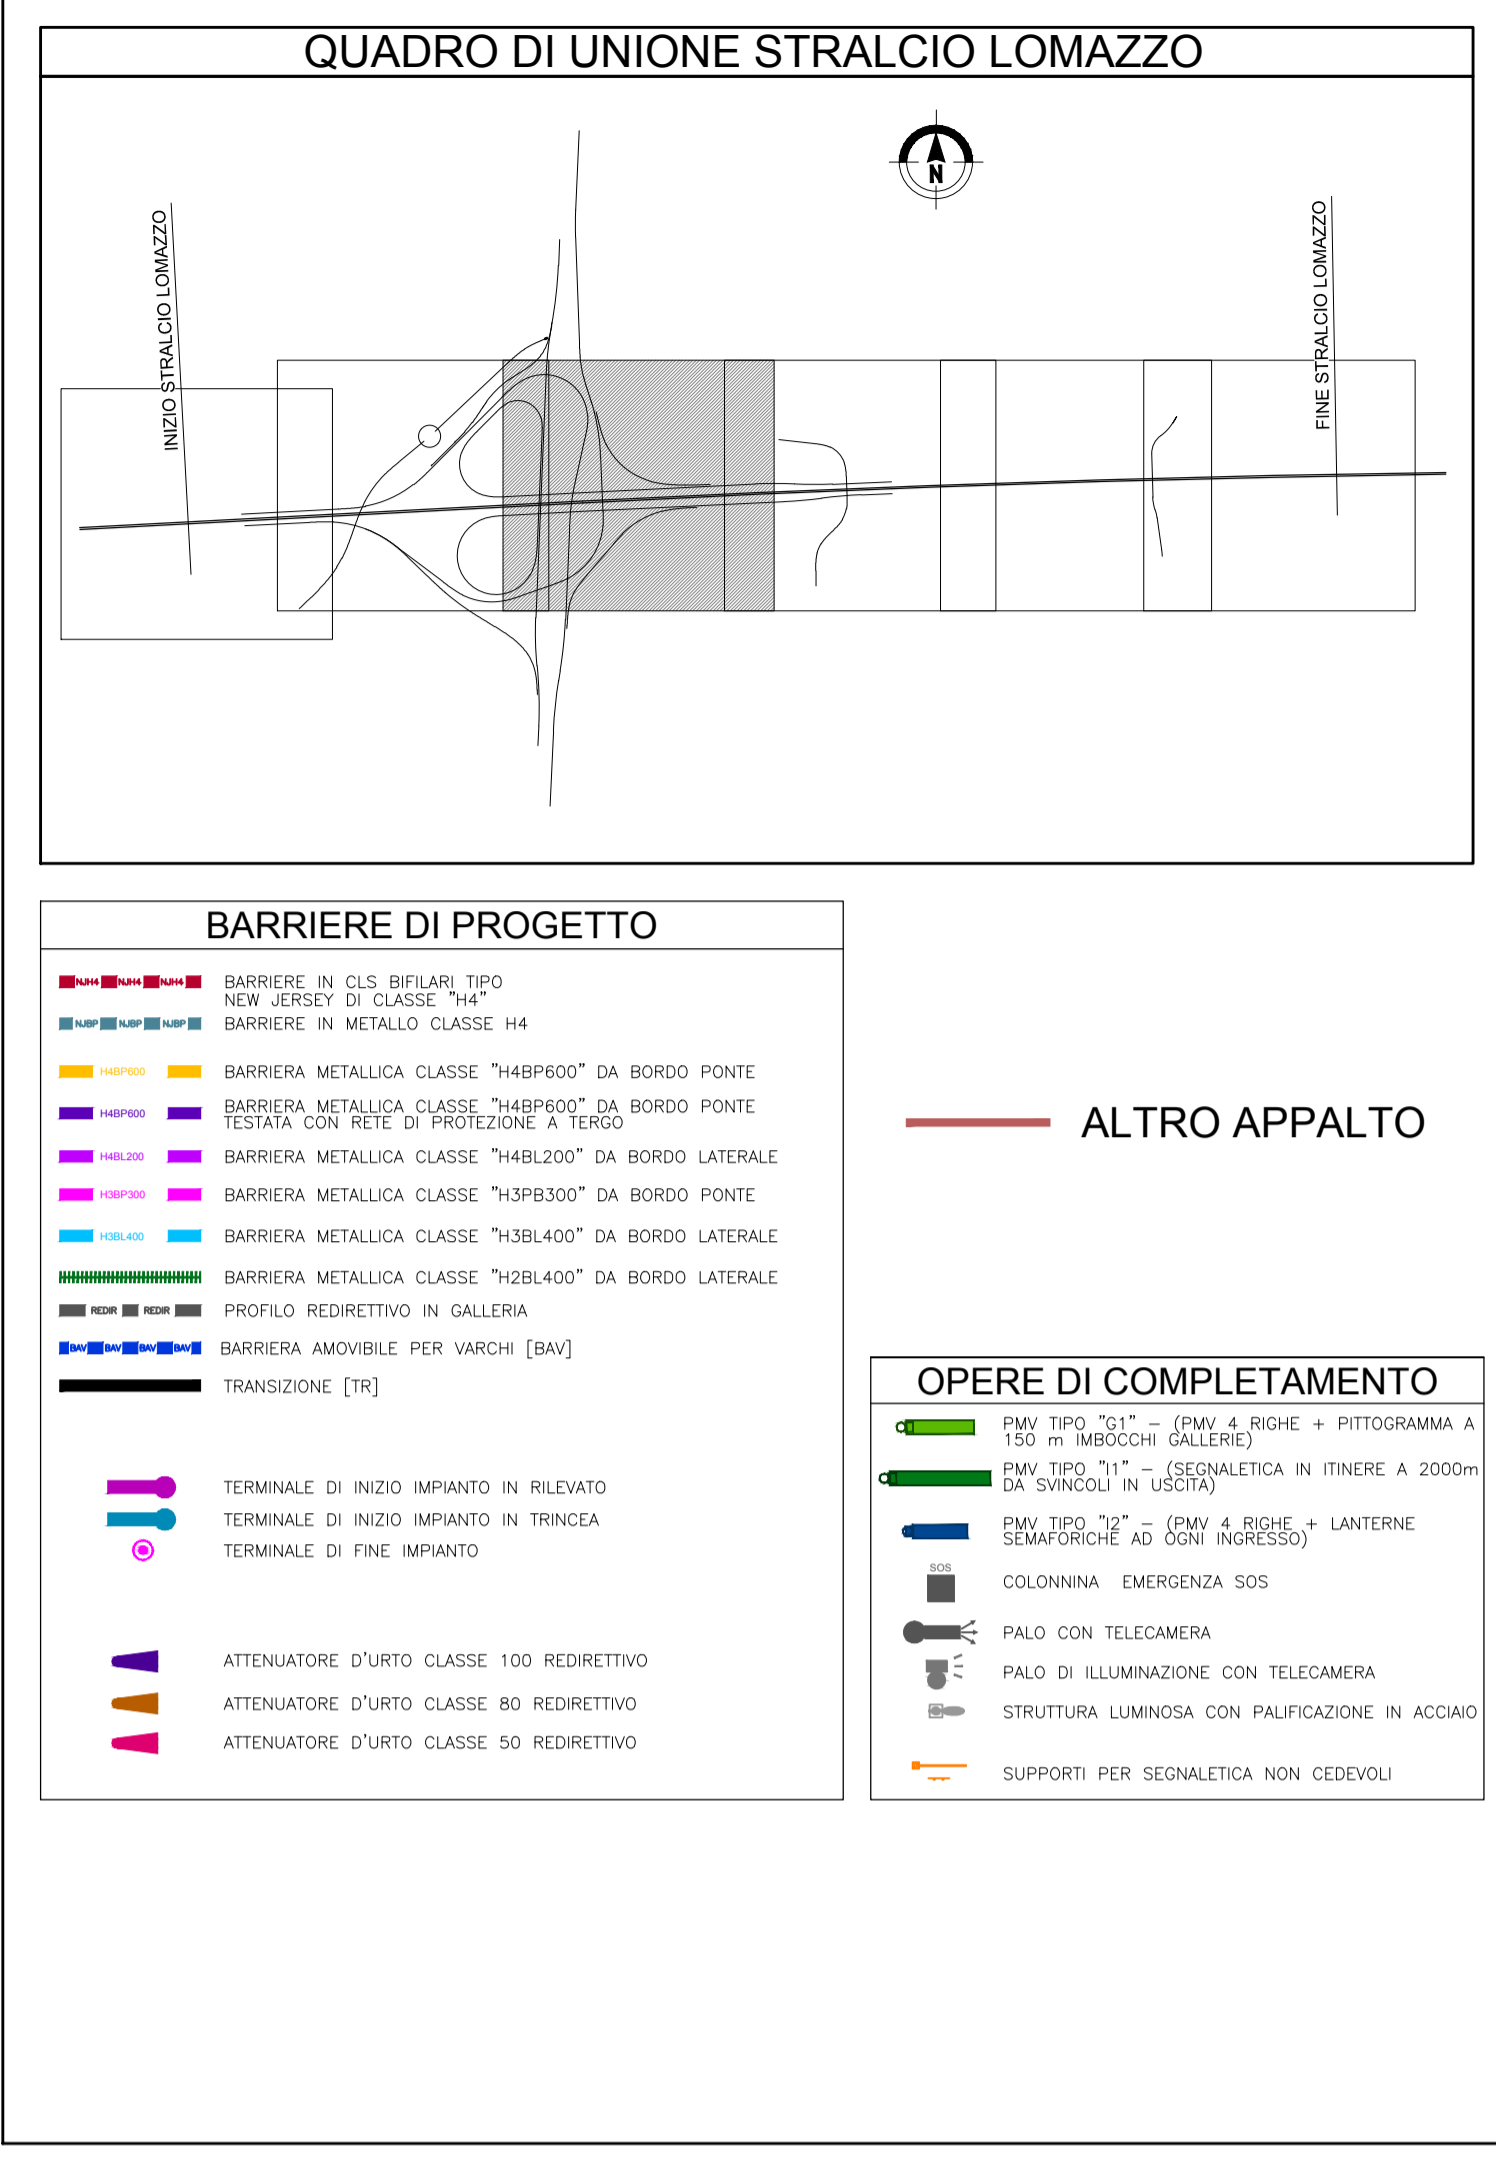 QUADRO DI UNIONE STRALCIO LOMAZZO
N
INIZIO STRALCIO LOMAZZO
FINE STRALCIO LOMAZZO
BARRIERE DI PROGETTO
NJH4 NJH4 NJH4 BARRIERE IN CLS BIFILARI TIPO
NEW JERSEY DI CLASSE "H4"
NJBP NJBP NJBP BARRIERE IN METALLO CLASSE H4
H4BP600 BARRIERA METALLICA CLASSE "H4BP600" DA BORDO PONTE
H4BP600 BARRIERA METALLICA CLASSE "H4BP600" DA BORDO PONTE
TESTATA CON RETE DI PROTEZIONE A TERGO
H4BL200 BARRIERA METALLICA CLASSE "H4BL200" DA BORDO LATERALE
H3BP300 BARRIERA METALLICA CLASSE "H3PB300" DA BORDO PONTE
H3BL400 BARRIERA METALLICA CLASSE "H3BL400" DA BORDO LATERALE
BARRIERA METALLICA CLASSE "H2BL400" DA BORDO LATERALE
REDIR REDIR PROFILO REDIRETTIVO IN GALLERIA
BAV BAV BAV BAV BARRIERA AMOVIBILE PER VARCHI [BAV]
TRANSIZIONE [TR]
TERMINALE DI INIZIO IMPIANTO IN RILEVATO
TERMINALE DI INIZIO IMPIANTO IN TRINCEA
TERMINALE DI FINE IMPIANTO
ATTENUATORE D'URTO CLASSE 100 REDIRETTIVO
ATTENUATORE D'URTO CLASSE 80 REDIRETTIVO
ATTENUATORE D'URTO CLASSE 50 REDIRETTIVO
ALTRO APPALTO
OPERE DI COMPLETAMENTO
PMV TIPO "G1" – (PMV 4 RIGHE + PITTOGRAMMA A
150 m IMBOCCHI GALLERIE)
PMV TIPO "I1" – (SEGNALETICA IN ITINERE A 2000m
DA SVINCOLI IN USCITA)
PMV TIPO "I2" – (PMV 4 RIGHE + LANTERNE
SEMAFORICHE AD OGNI INGRESSO)
SOS
COLONNINA EMERGENZA SOS
PALO CON TELECAMERA
PALO DI ILLUMINAZIONE CON TELECAMERA
STRUTTURA LUMINOSA CON PALIFICAZIONE IN ACCIAIO
SUPPORTI PER SEGNALETICA NON CEDEVOLI